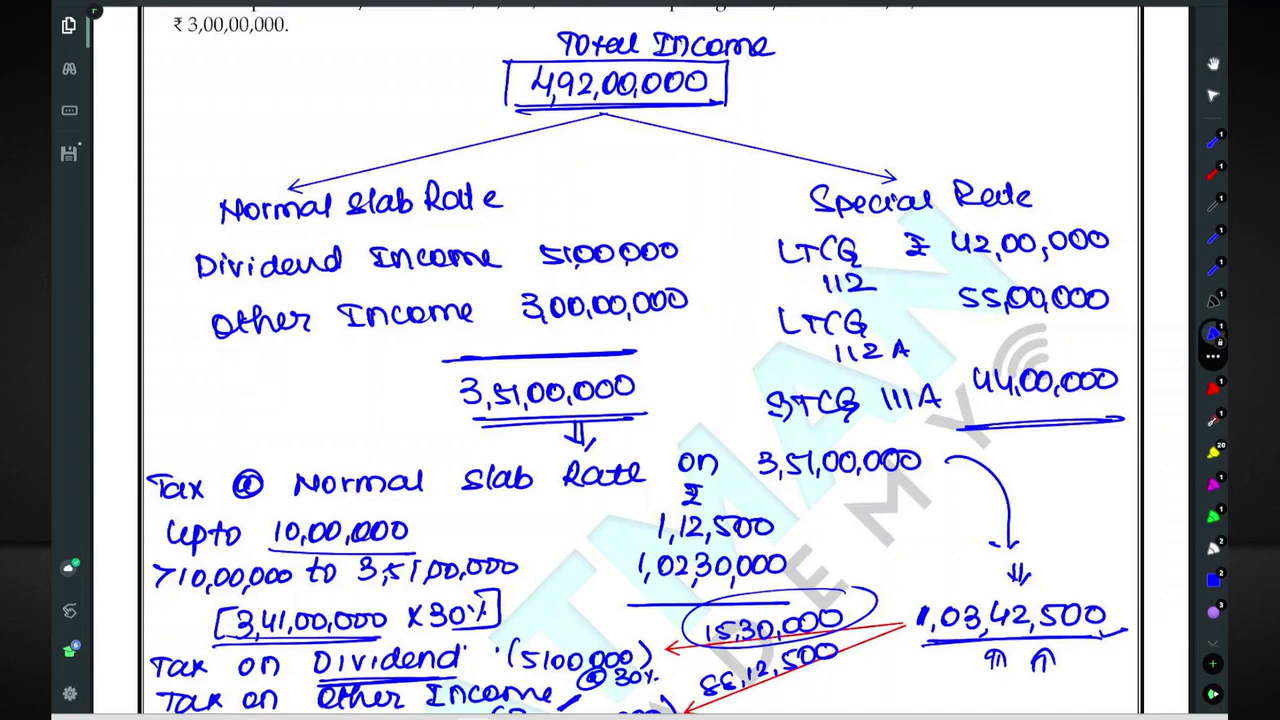 ₹ 3,00,00,000.
Total Income
4,92,00,000
Normal Slab Rate
Special Rate
Dividend Income 51,00,000
LTCG ₹ 42,00,000
112
Other Income 3,00,00,000
55,00,000
LTCG
112 A
3,51,00,000
STCG 111A 44,00,000
Tax @ Normal Slab Rate on 3,51,00,000
₹
Upto 10,00,000 1,12,500
>10,00,000 to 3,51,00,000 1,02,30,000
[3,41,00,000 × 30%]
15,30,000
1,03,42,500
Tax on Dividend (5100000)
@ 30%
88,12,500
Tax on Other Income